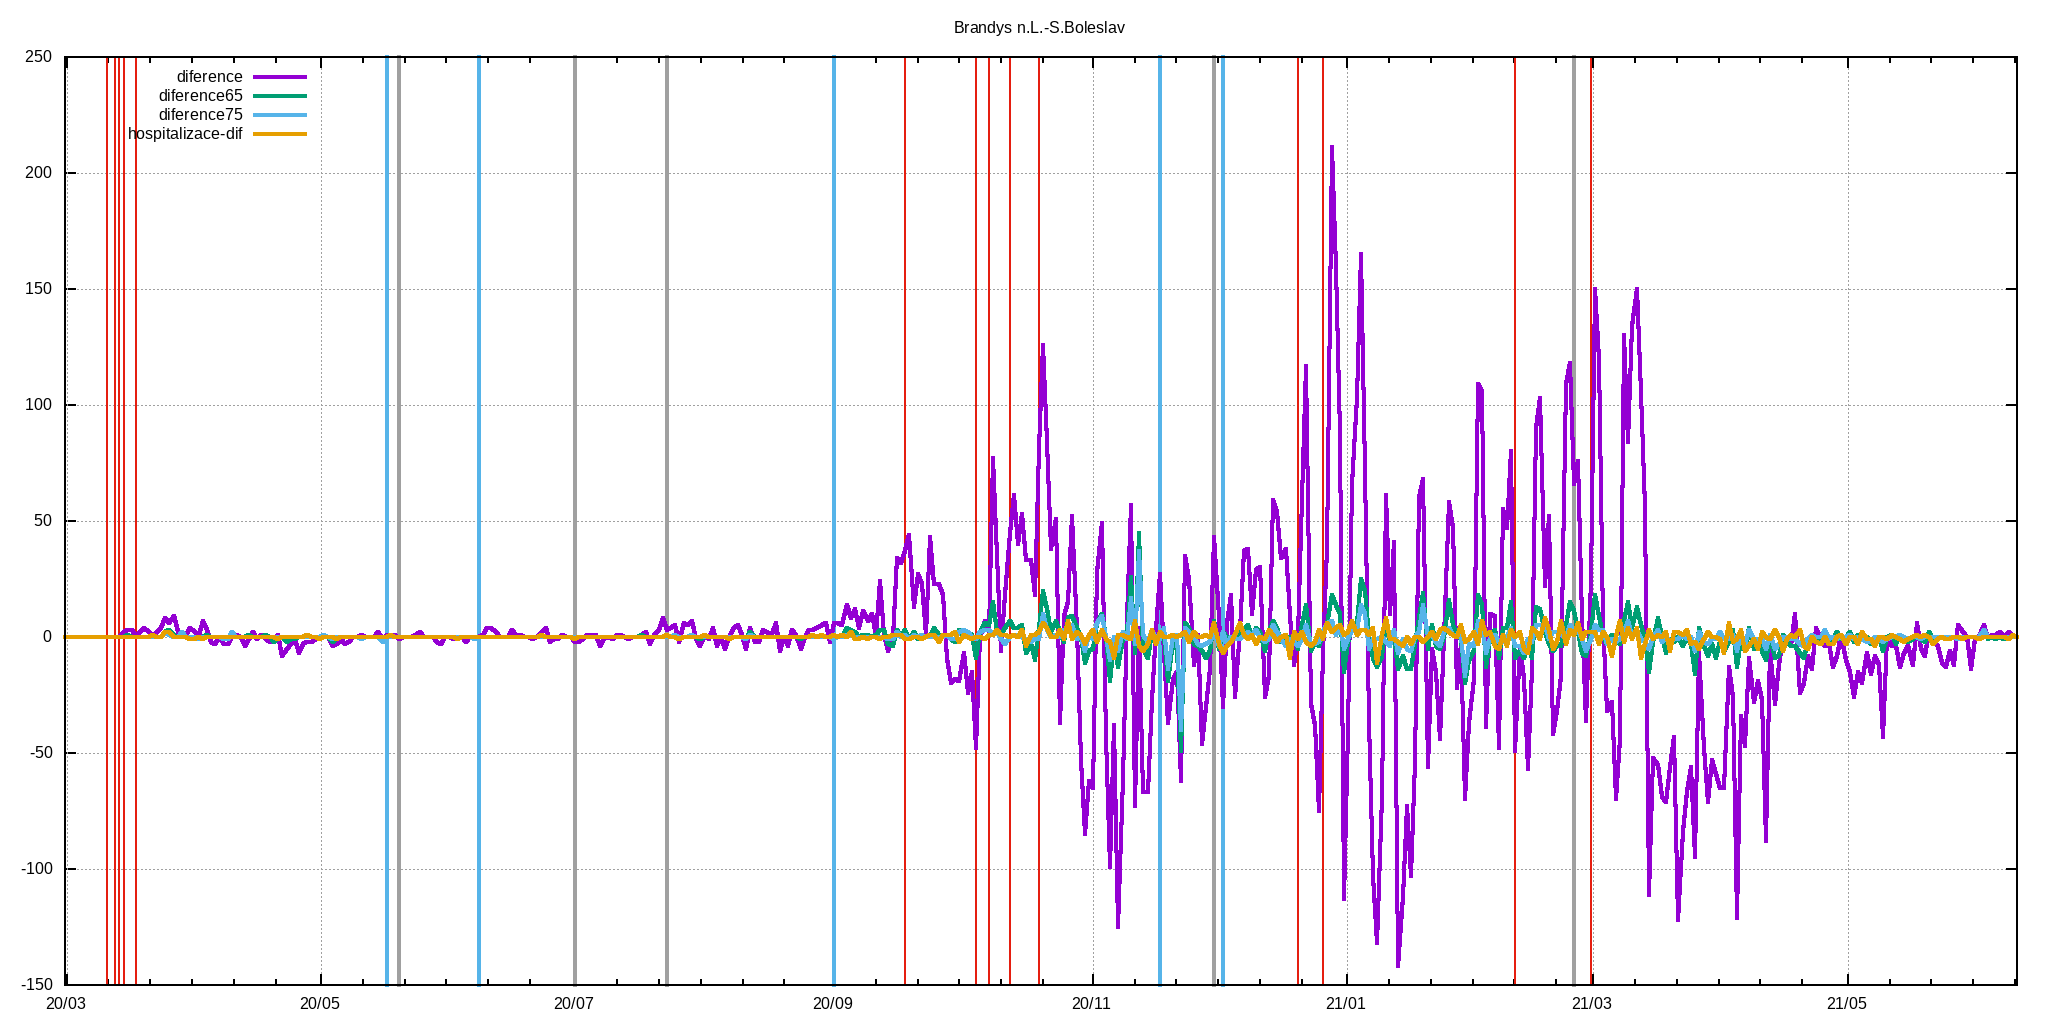 Brandys n.L.-S.Boleslav
250
200
150
100
50
0
-50
-100
-150
diference
diference65
diference75
hospitalizace-dif
20/03 20/05 20/07 20/09 20/11 21/01 21/03 21/05